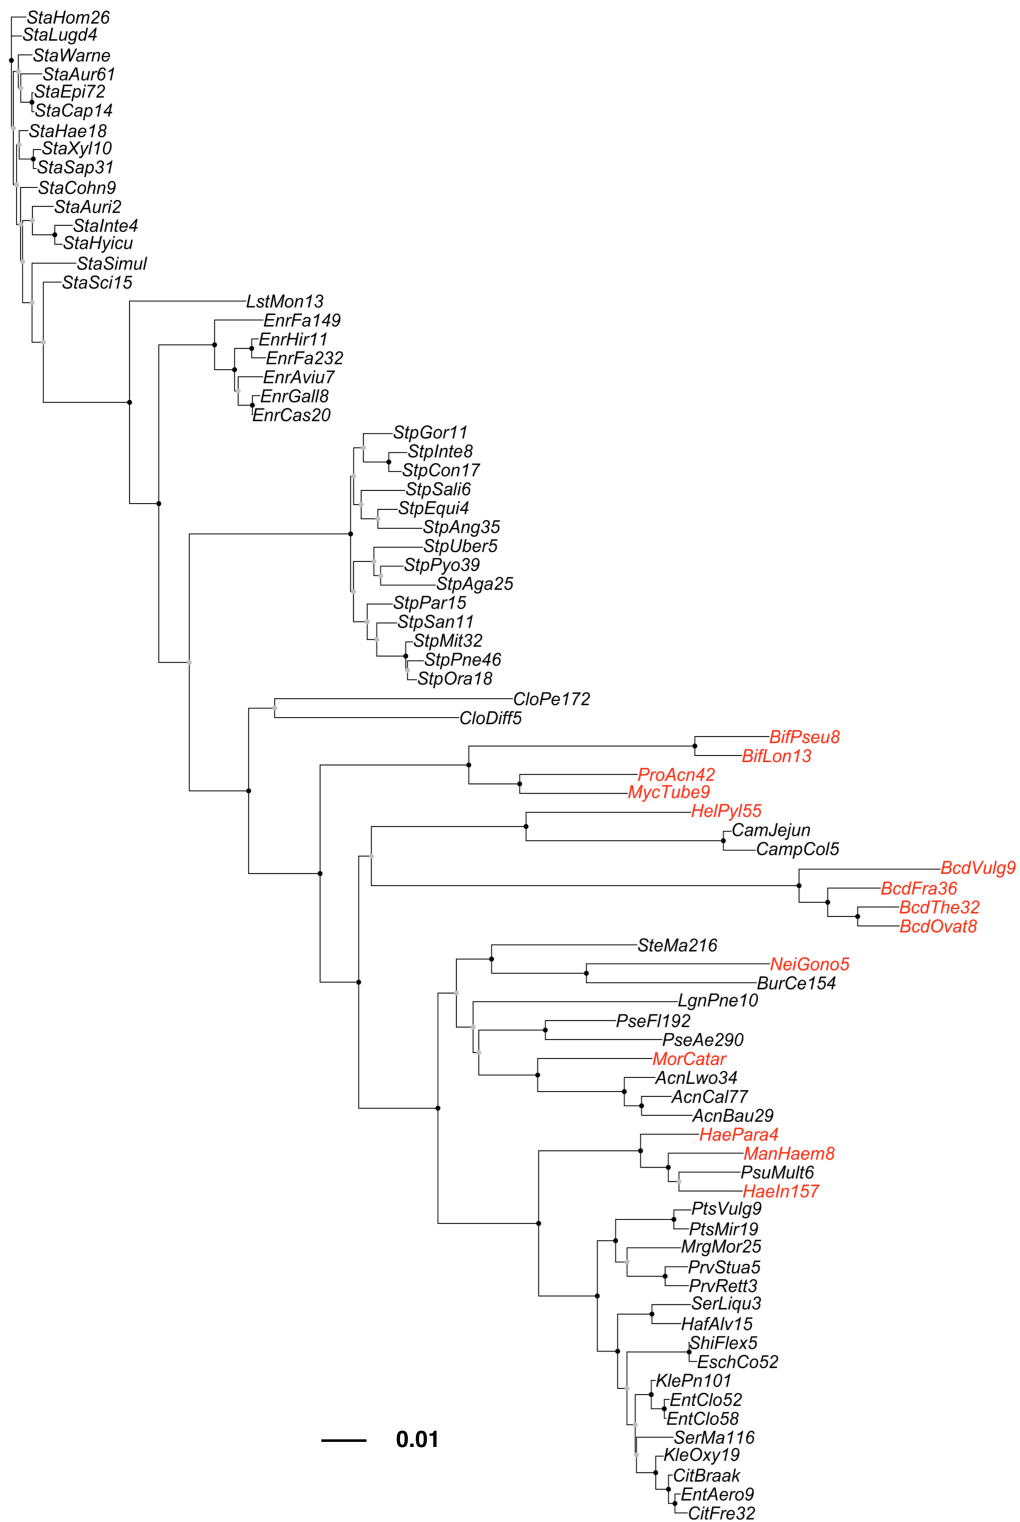 StaHom26
StaLugd4
StaWarne
StaAur61
StaEpi72
StaCap14
StaHae18
StaXyl10
StaSap31
StaCohn9
StaAuri2
StaInte4
StaHyicu
StaSimul
StaSci15
LstMon13
EnrFa149
EnrHir11
EnrFa232
EnrAviu7
EnrGall8
EnrCas20
StpGor11
StpInte8
StpCon17
StpSali6
StpEqui4
StpAng35
StpUber5
StpPyo39
StpAga25
StpPar15
StpSan11
StpMit32
StpPne46
StpOra18
CloPe172
CloDiff5
BifPseu8
BifLon13
ProAcn42
MycTube9
HelPyl55
CamJejun
CampCol5
BcdVulg9
BcdFra36
BcdThe32
BcdOvat8
SteMa216
NeiGono5
BurCe154
LgnPne10
PseFl192
PseAe290
MorCatar
AcnLwo34
AcnCal77
AcnBau29
HaePara4
ManHaem8
PsuMult6
HaeIn157
PtsVulg9
PtsMir19
MrgMor25
PrvStua5
PrvRett3
SerLiqu3
HafAlv15
ShiFlex5
EschCo52
KlePn101
EntClo52
EntClo58
SerMa116
KleOxy19
CitBraak
EntAero9
CitFre32
0.01